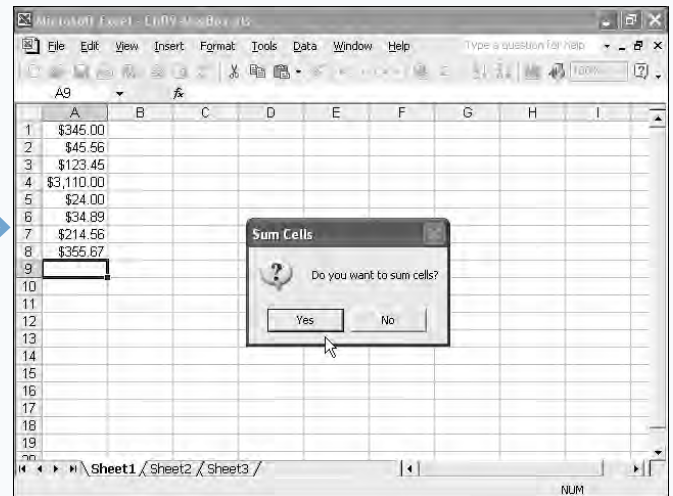 Microsoft Excel -
File Edit View Insert Format Tools Data Window Help Type a question for help
100%
A9 fx
A B C D E F G H I
1 $345.00
2 $45.56
3 $123.45
4 $3,110.00
5 $24.00
6 $34.89
7 $214.56
8 $355.67
9
10
11
12
13
14
15
16
17
18
19
Sum Cells
? Do you want to sum cells?
Yes No
Sheet1 Sheet2 Sheet3
NUM